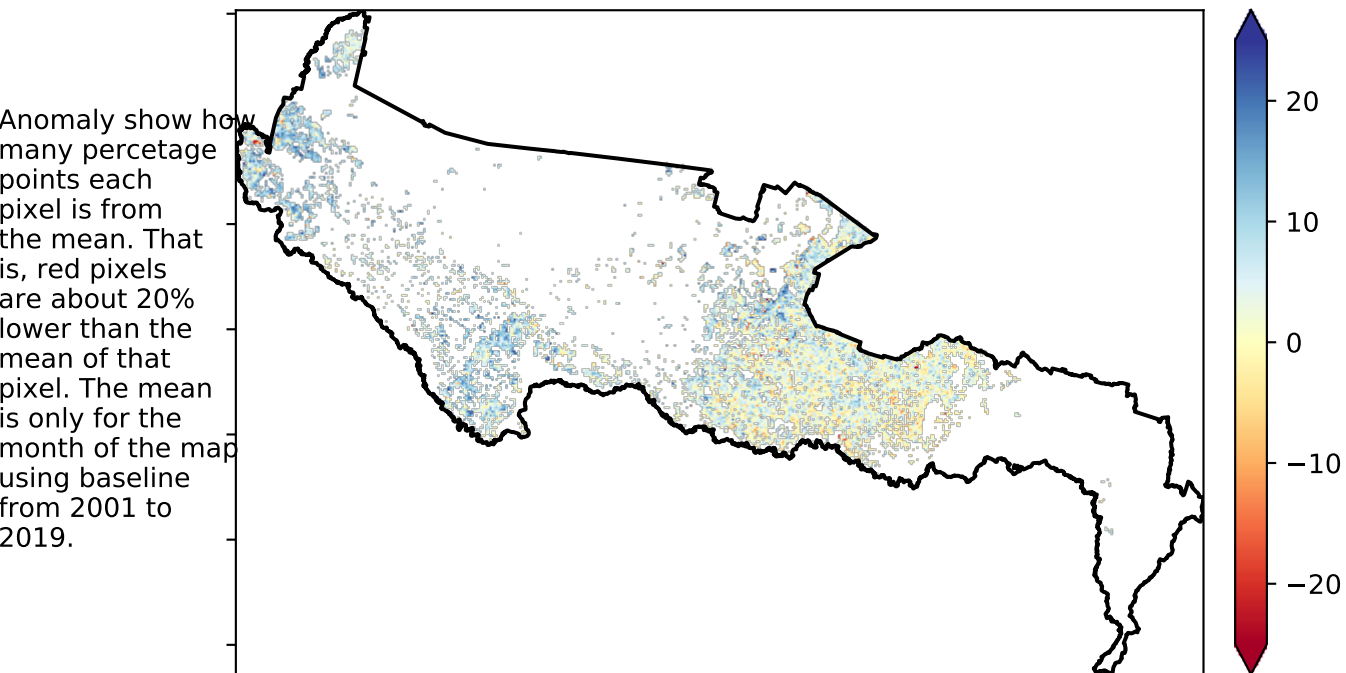 Anomaly show how
many percetage
points each
pixel is from
the mean. That
is, red pixels
are about 20%
lower than the
mean of that
pixel. The mean
is only for the
month of the map
using baseline
from 2001 to
2019.
20
10
0
−10
−20